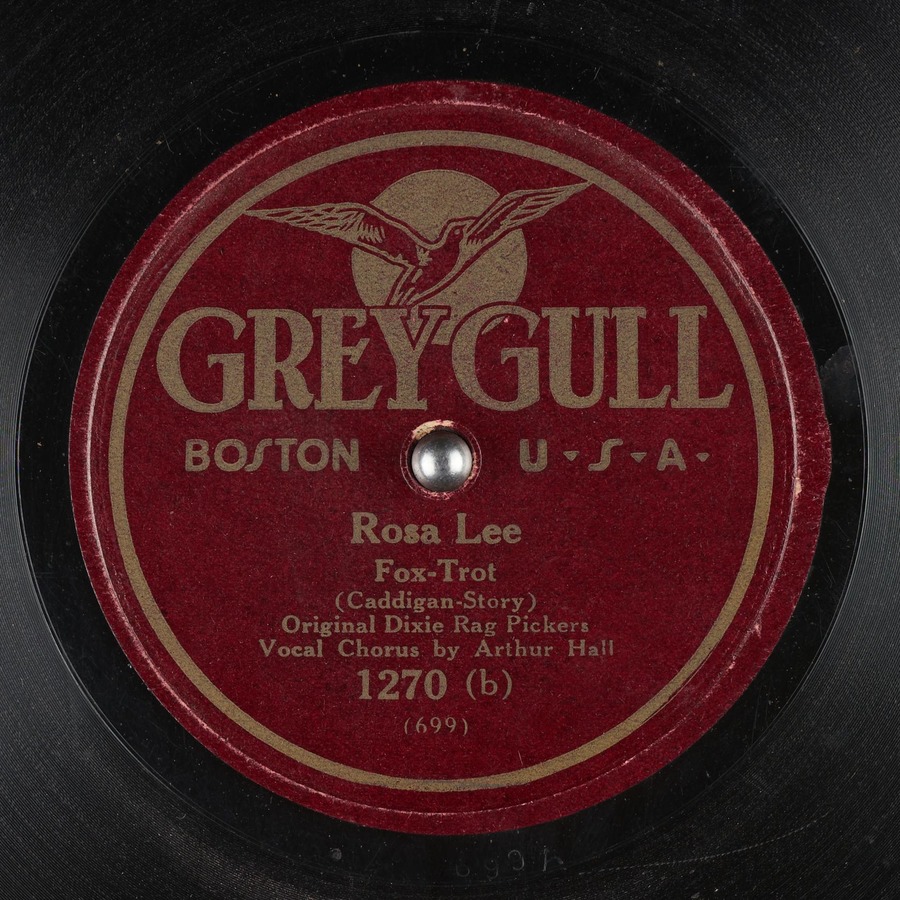 GREY GULL
BOSTON U · S · A ·
Rosa Lee
Fox-Trot
(Caddigan-Story)
Original Dixie Rag Pickers
Vocal Chorus by Arthur Hall
1270 (b)
(699)